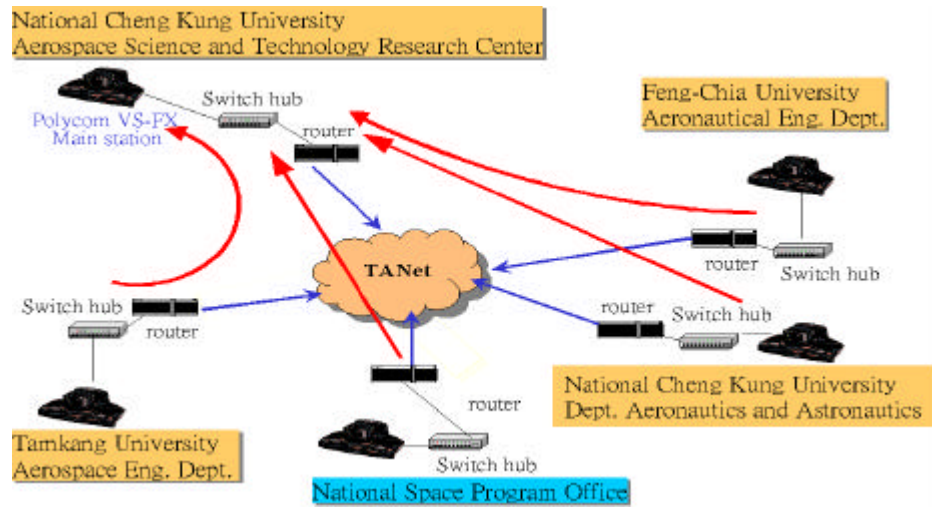 National Cheng Kung University
Aerospace Science and Technology Research Center
Switch hub
Polycom VS-FX
Main station
router
Feng-Chia University
Aeronautical Eng. Dept.
router
Switch hub
TANet
Switch hub
router
router
Switch hub
National Cheng Kung University
Dept. Aeronautics and Astronautics
router
Switch hub
Tamkang University
Aerospace Eng. Dept.
National Space Program Office